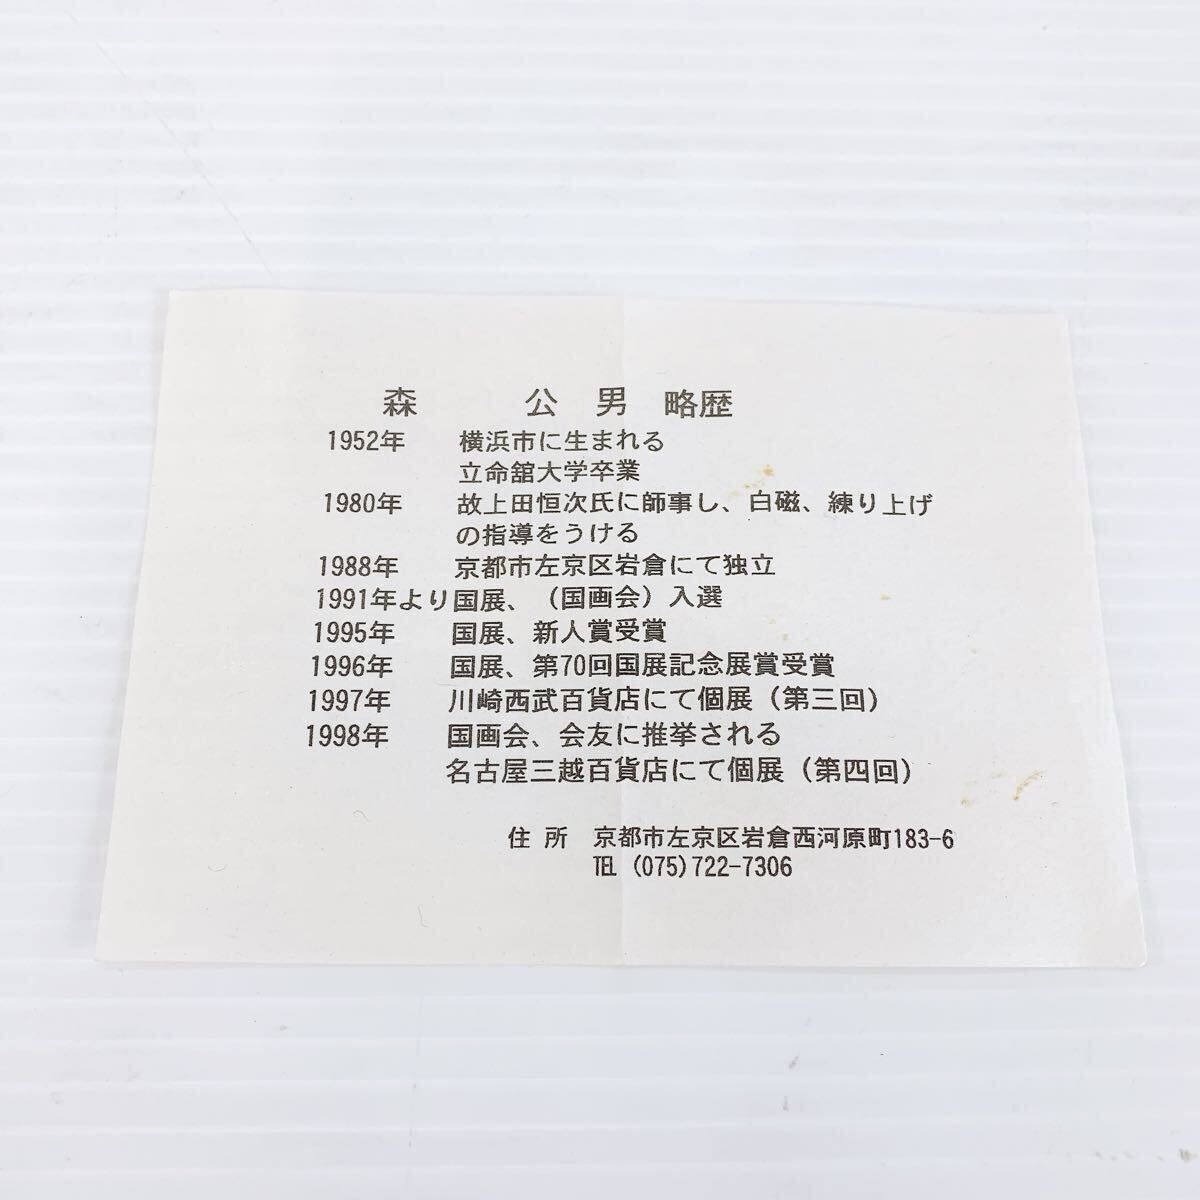 森　公男　略歴
1952年　横浜市に生まれる
立命舘大学卒業
1980年　故上田恒次氏に師事し、白磁、練り上げ
の指導をうける
1988年　京都市左京区岩倉にて独立
1991年より国展、（国画会）入選
1995年　国展、新人賞受賞
1996年　国展、第70回国展記念展賞受賞
1997年　川崎西武百貨店にて個展（第三回）
1998年　国画会、会友に推挙される
名古屋三越百貨店にて個展（第四回）
住所　京都市左京区岩倉西河原町183-6
TEL (075)722-7306